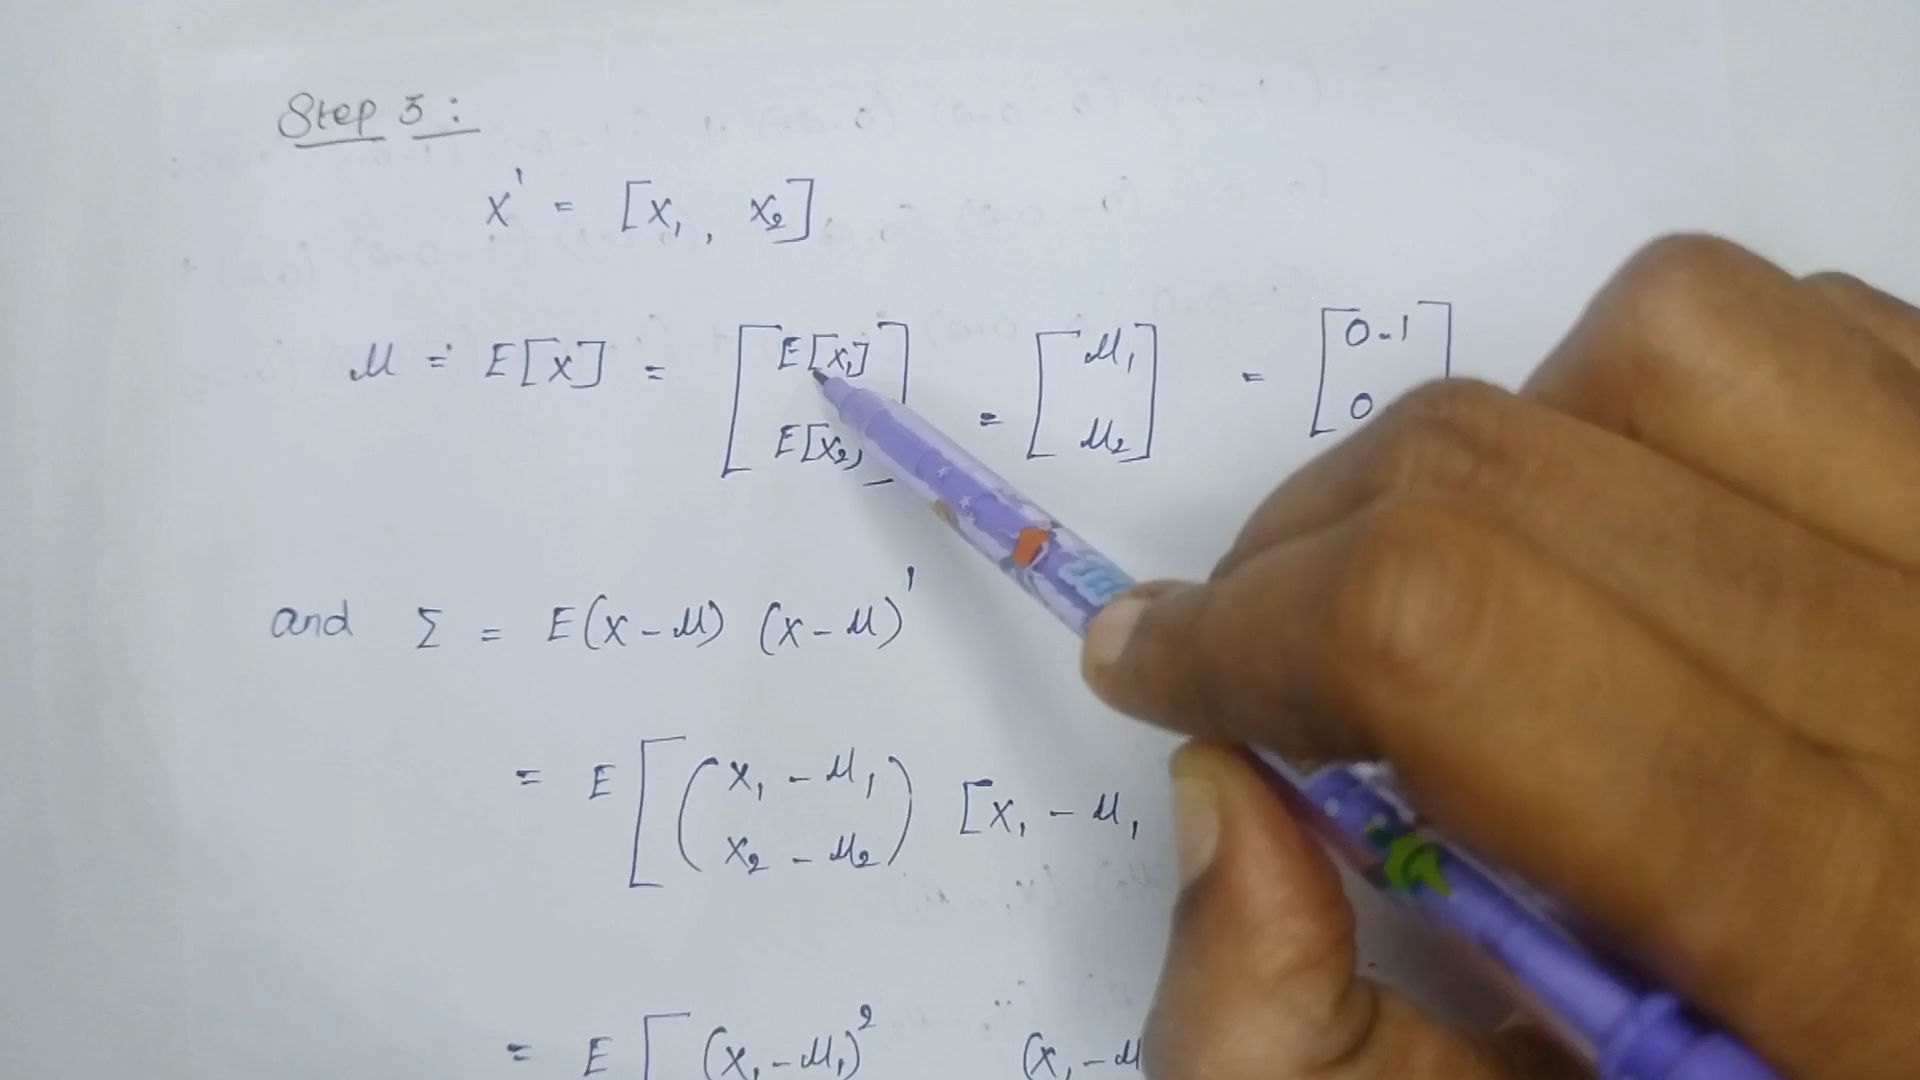 Step 3:
X' = [X₁, X₂]
μ = E[X] = [E[X₁] E[X₂] = [μ₁ μ₂] = [0.1 0
and Σ = E(X-μ) (X-μ)'
= E [(X₁ - μ₁ X₂ - μ₂) [X₁ - μ₁
= E [(X₁-μ₁)² (X₁-μ